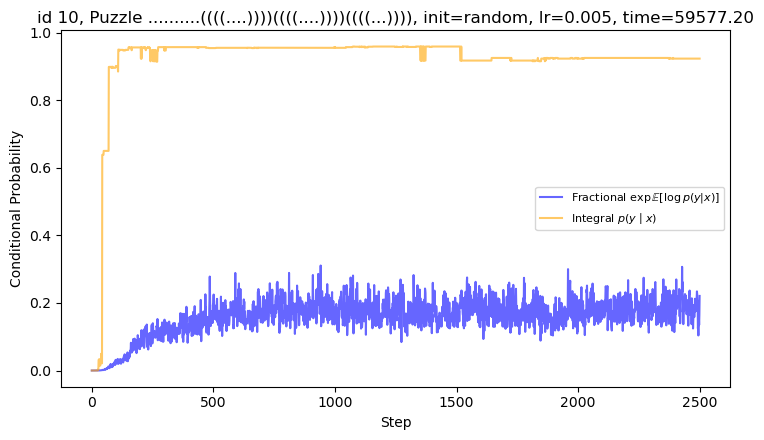 id 10, Puzzle ..........((((....))))((((....))))((((...)))), init=random, lr=0.005, time=59577.20
1.0
0.8
0.6
0.4
0.2
0.0
Conditional Probability
Fractional exp𝔼[log p(y|x)]
Integral p(y | x)
0
500
1000
1500
2000
2500
Step